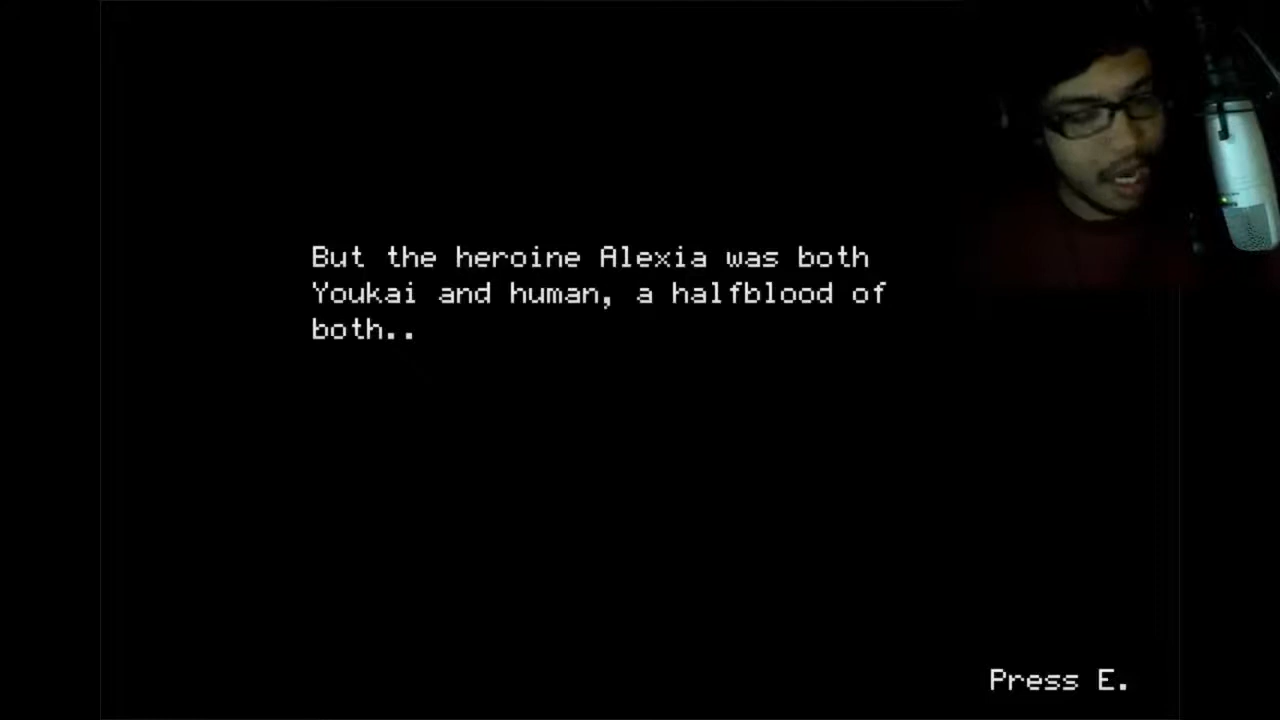 But the heroine Alexia was both
Youkai and human, a halfblood of
both..
Press E.